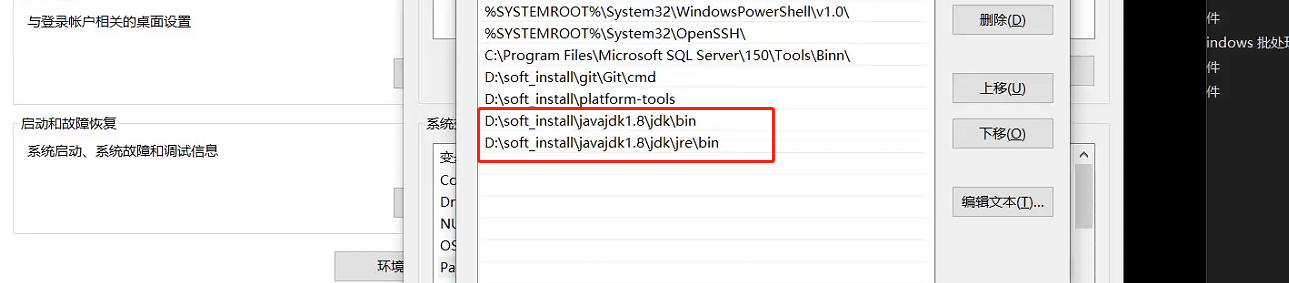 与登录帐户相关的桌面设置
启动和故障恢复
系统启动、系统故障和调试信息
环境
系统
变
Co
Dr
NU
OS
Pa
%SYSTEMROOT%\System32\WindowsPowerShell\v1.0\
%SYSTEMROOT%\System32\OpenSSH\
C:\Program Files\Microsoft SQL Server\150\Tools\Binn\
D:\soft_install\git\Git\cmd
D:\soft_install\platform-tools
D:\soft_install\javajdk1.8\jdk\bin
D:\soft_install\javajdk1.8\jdk\jre\bin
删除(D)
上移(U)
下移(O)
编辑文本(T)...
件
indows 批处理
件
件